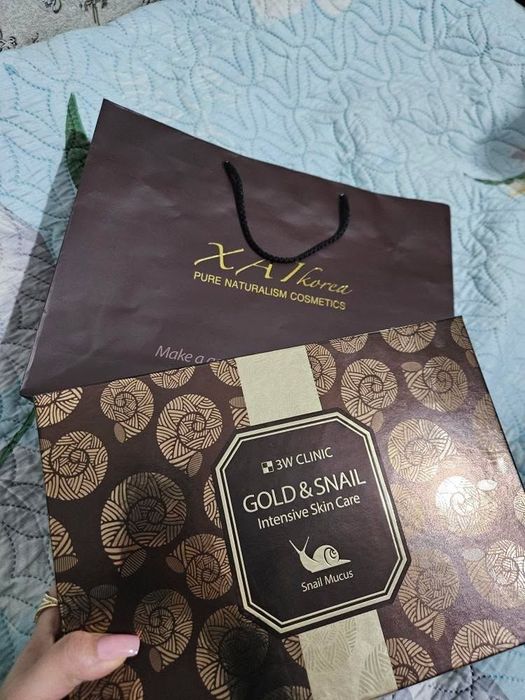 XAI korea
PURE NATURALISM COSMETICS
Make a
3W CLINIC
GOLD & SNAIL
Intensive Skin Care
Snail Mucus